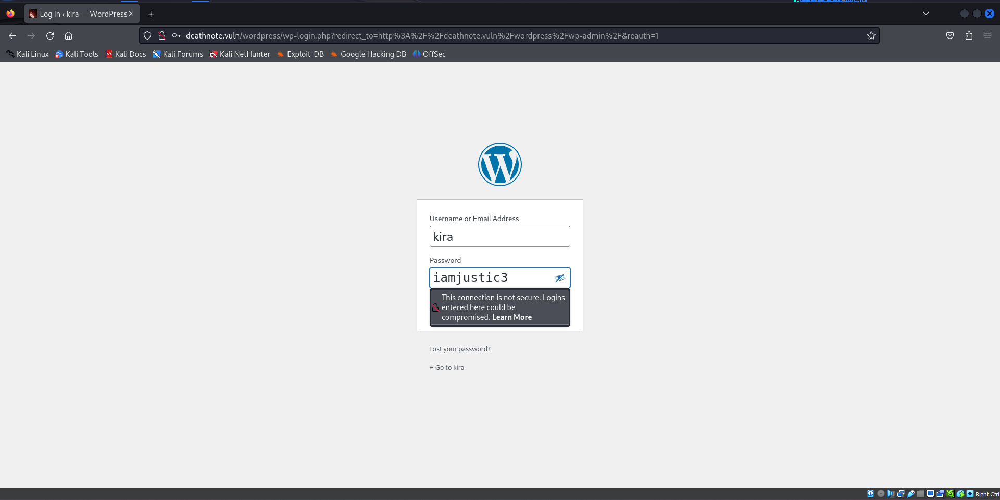 Log In ‹ kira — WordPress
deathnote.vuln/wordpress/wp-login.php?redirect_to=http%3A%2F%2Fdeathnote.vuln%2Fwordpress%2Fwp-admin%2F&reauth=1
Kali Linux Kali Tools Kali Docs Kali Forums Kali NetHunter Exploit-DB Google Hacking DB OffSec
Username or Email Address
kira
Password
iamjustic3
This connection is not secure. Logins
entered here could be
compromised. Learn More
Lost your password?
← Go to kira
Right Ctrl